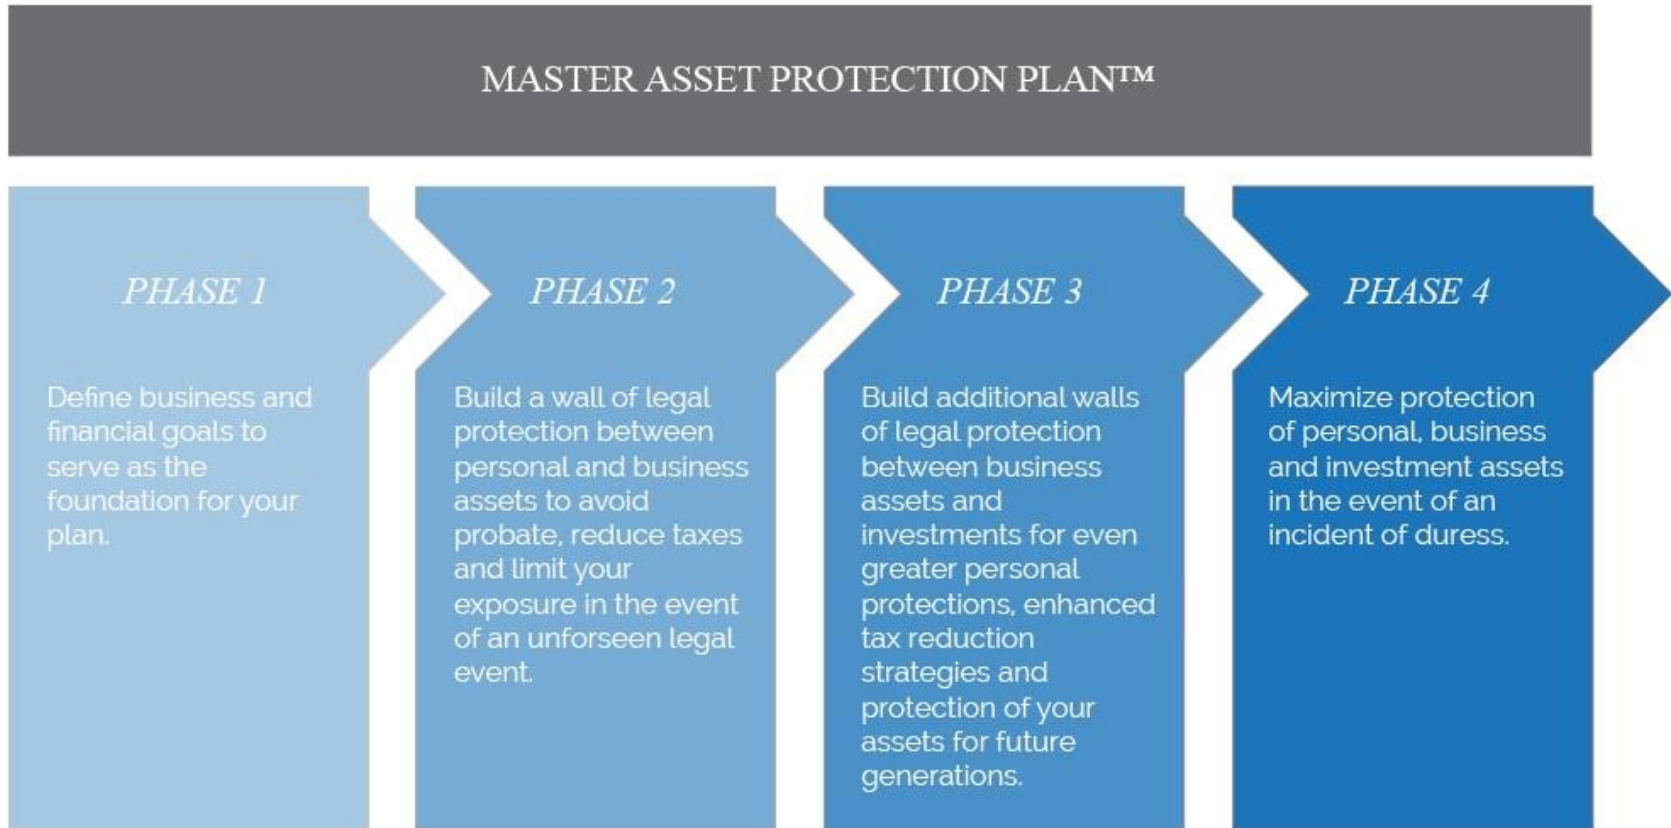 MASTER ASSET PROTECTION PLAN™
PHASE 1
Define business and
financial goals to
serve as the
foundation for your
plan.
PHASE 2
Build a wall of legal
protection between
personal and business
assets to avoid
probate, reduce taxes
and limit your
exposure in the event
of an unforseen legal
event.
PHASE 3
Build additional walls
of legal protection
between business
assets and
investments for even
greater personal
protections, enhanced
tax reduction
strategies and
protection of your
assets for future
generations.
PHASE 4
Maximize protection
of personal, business
and investment assets
in the event of an
incident of duress.